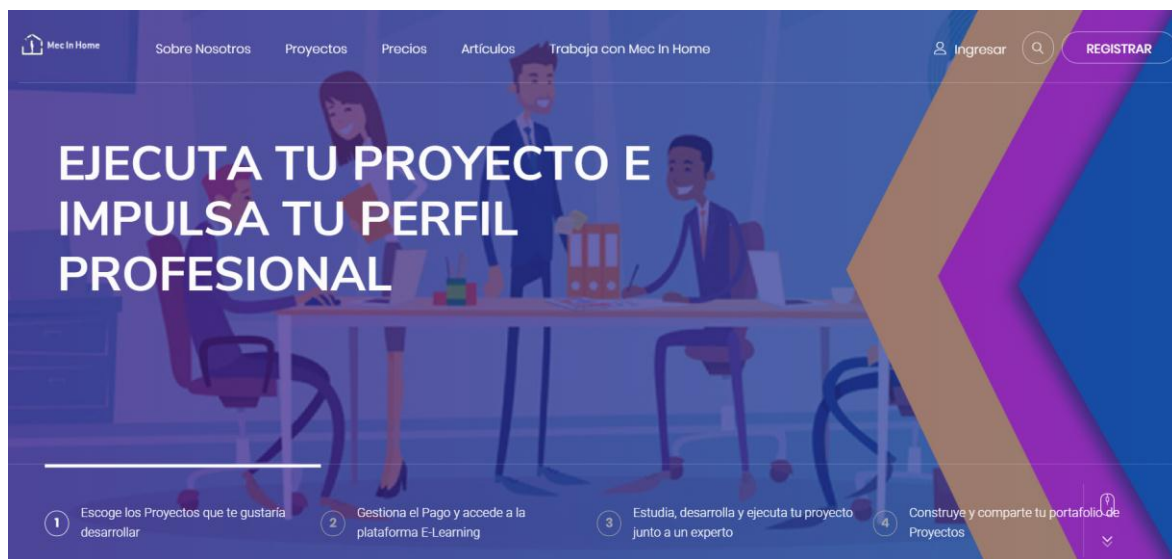 Mec In Home
Sobre Nosotros
Proyectos
Precios
Artículos
Trabaja con Mec In Home
Ingresar
REGISTRAR
EJECUTA TU PROYECTO E
IMPULSA TU PERFIL
PROFESIONAL
1
Escoge los Proyectos que te gustaría
desarrollar
2
Gestiona el Pago y accede a la
plataforma E-Learning
3
Estudia, desarrolla y ejecuta tu proyecto
junto a un experto
4
Construye y comparte tu portafolio de
Proyectos